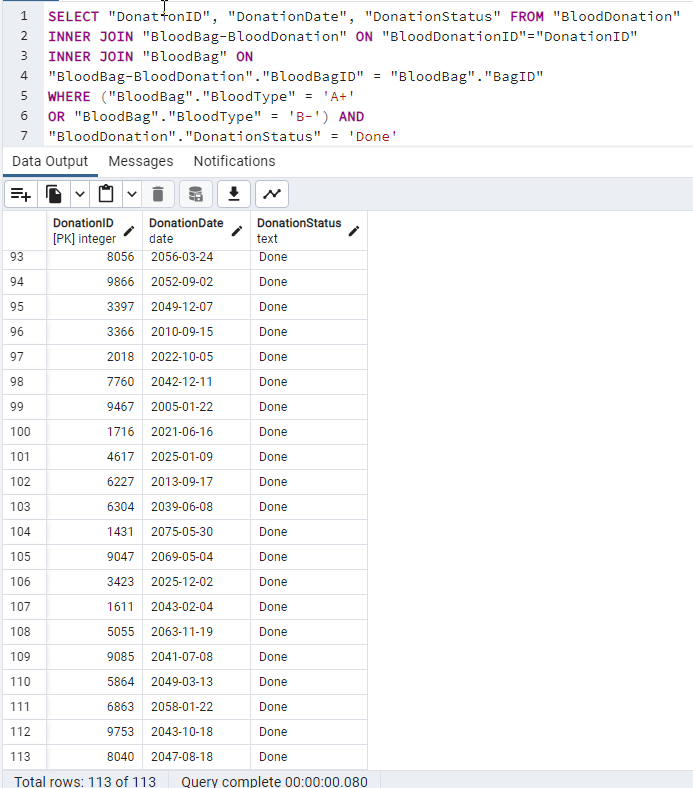 1 SELECT "DonationID", "DonationDate", "DonationStatus" FROM "BloodDonation"
2 INNER JOIN "BloodBag-BloodDonation" ON "BloodDonationID"="DonationID"
3 INNER JOIN "BloodBag" ON
4 "BloodBag-BloodDonation"."BloodBagID" = "BloodBag"."BagID"
5 WHERE ("BloodBag"."BloodType" = 'A+'
6 OR "BloodBag"."BloodType" = 'B-') AND
7 "BloodDonation"."DonationStatus" = 'Done'
Data Output Messages Notifications
DonationID DonationDate DonationStatus
[PK] integer date text
93 8056 2056-03-24 Done
94 9866 2052-09-02 Done
95 3397 2049-12-07 Done
96 3366 2010-09-15 Done
97 2018 2022-10-05 Done
98 7760 2042-12-11 Done
99 9467 2005-01-22 Done
100 1716 2021-06-16 Done
101 4617 2025-01-09 Done
102 6227 2013-09-17 Done
103 6304 2039-06-08 Done
104 1431 2075-05-30 Done
105 9047 2069-05-04 Done
106 3423 2025-12-02 Done
107 1611 2043-02-04 Done
108 5055 2063-11-19 Done
109 9085 2041-07-08 Done
110 5864 2049-03-13 Done
111 6863 2058-01-22 Done
112 9753 2043-10-18 Done
113 8040 2047-08-18 Done
Total rows: 113 of 113 Query complete 00:00:00.080